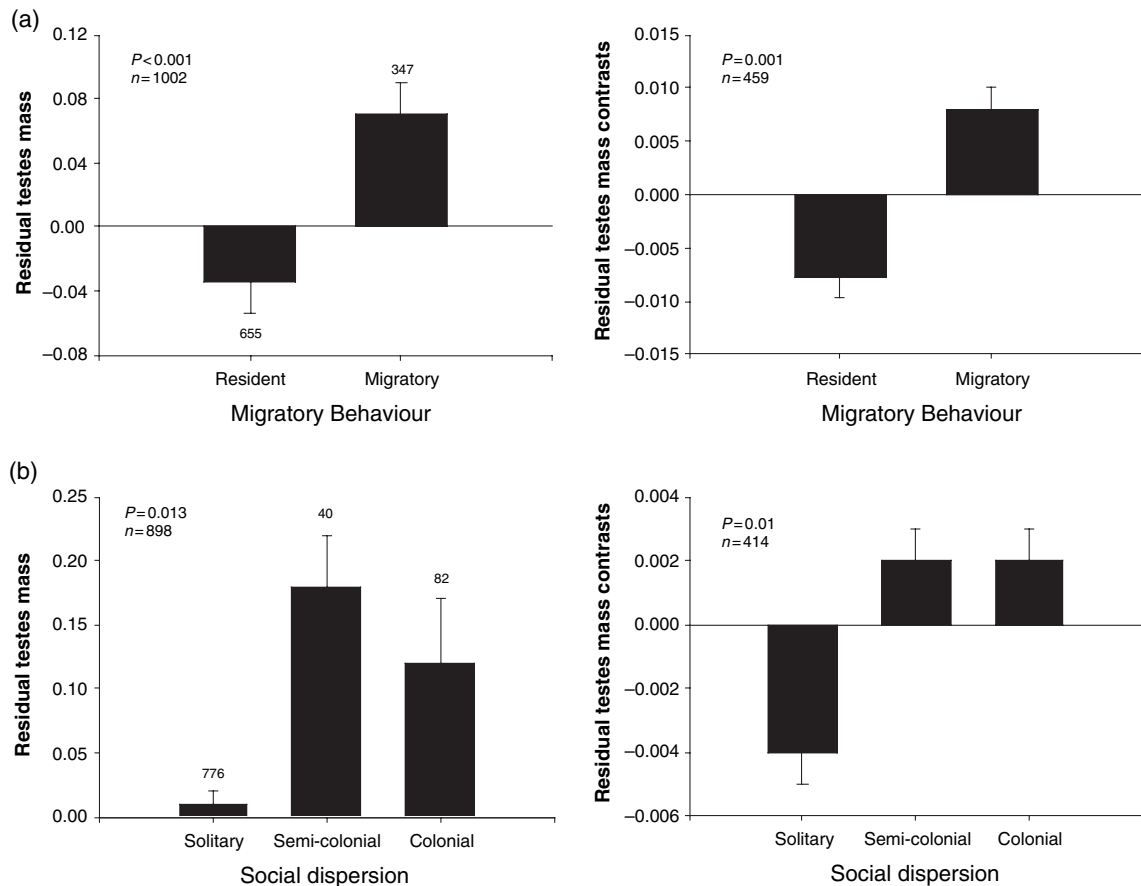 (a)
0.12
0.08
0.04
0.00
–0.04
–0.08
Residual testes mass
P<0.001
n=1002
347
655
Resident Migratory
Migratory Behaviour
0.015
0.010
0.005
0.000
–0.005
–0.010
–0.015
Residual testes mass contrasts
P=0.001
n=459
Resident Migratory
Migratory Behaviour
(b)
0.25
0.20
0.15
0.10
0.05
0.00
Residual testes mass
P=0.013
n=898
40
82
776
Solitary Semi-colonial Colonial
Social dispersion
0.004
0.002
0.000
–0.002
–0.004
–0.006
Residual testes mass contrasts
P=0.01
n=414
Solitary Semi-colonial Colonial
Social dispersion